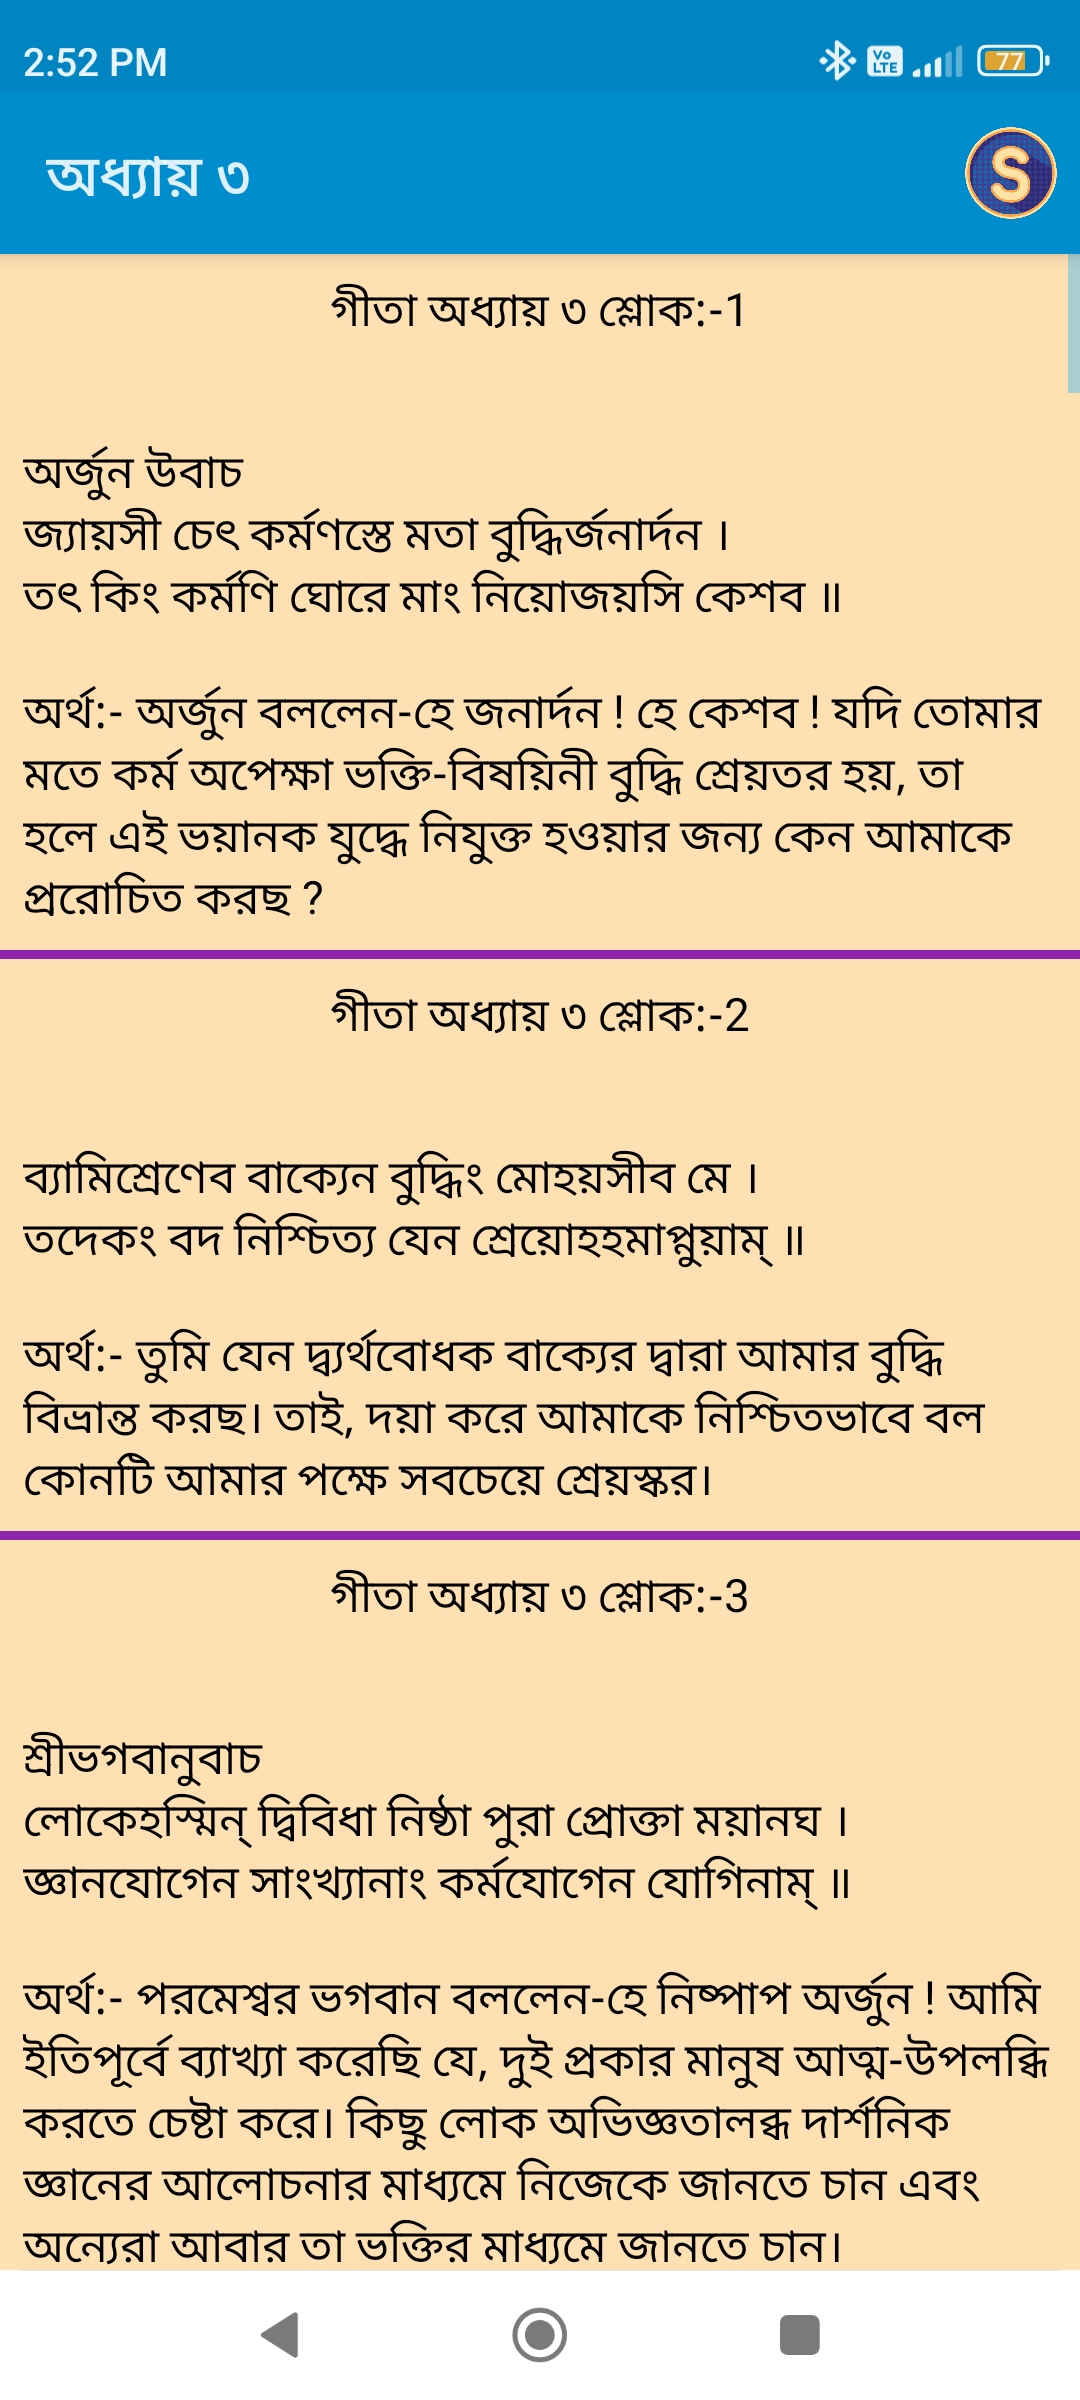 2:52 PM
Vo
LTE
77
অধ্যায় ৩
S
গীতা অধ্যায় ৩ শ্লোক:-1
অর্জুন উবাচ
জ্যায়সী চেৎ কর্মণস্তে মতা বুদ্ধির্জনার্দন ।
তৎ কিং কর্মণি ঘোরে মাং নিয়োজয়সি কেশব ॥
অর্থ:- অর্জুন বললেন-হে জনার্দন ! হে কেশব ! যদি তোমার
মতে কর্ম অপেক্ষা ভক্তি-বিষয়িনী বুদ্ধি শ্রেয়তর হয়, তা
হলে এই ভয়ানক যুদ্ধে নিযুক্ত হওয়ার জন্য কেন আমাকে
প্ররোচিত করছ ?
গীতা অধ্যায় ৩ শ্লোক:-2
ব্যামিশ্রেণেব বাক্যেন বুদ্ধিং মোহয়সীব মে ।
তদেকং বদ নিশ্চিত্য যেন শ্রেয়োহহমাপ্নুয়াম্ ॥
অর্থ:- তুমি যেন দ্ব্যর্থবোধক বাক্যের দ্বারা আমার বুদ্ধি
বিভ্রান্ত করছ। তাই, দয়া করে আমাকে নিশ্চিতভাবে বল
কোনটি আমার পক্ষে সবচেয়ে শ্রেয়স্কর।
গীতা অধ্যায় ৩ শ্লোক:-3
শ্রীভগবানুবাচ
লোকেহস্মিন্ দ্বিবিধা নিষ্ঠা পুরা প্রোক্তা ময়ানঘ ।
জ্ঞানযোগেন সাংখ্যানাং কর্মযোগেন যোগিনাম্ ॥
অর্থ:- পরমেশ্বর ভগবান বললেন-হে নিষ্পাপ অর্জুন ! আমি
ইতিপূর্বে ব্যাখ্যা করেছি যে, দুই প্রকার মানুষ আত্ম-উপলব্ধি
করতে চেষ্টা করে। কিছু লোক অভিজ্ঞতালব্ধ দার্শনিক
জ্ঞানের আলোচনার মাধ্যমে নিজেকে জানতে চান এবং
অন্যেরা আবার তা ভক্তির মাধ্যমে জানতে চান।